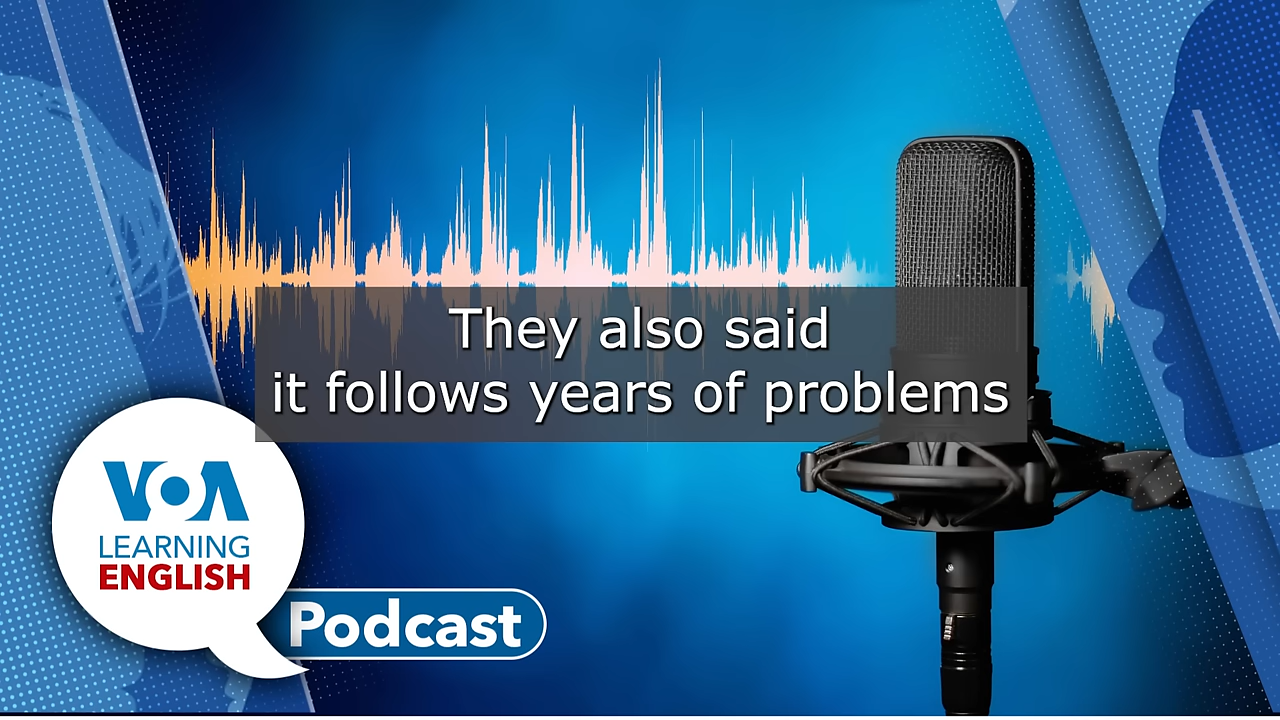 They also said
it follows years of problems
VOA
LEARNING
ENGLISH
Podcast